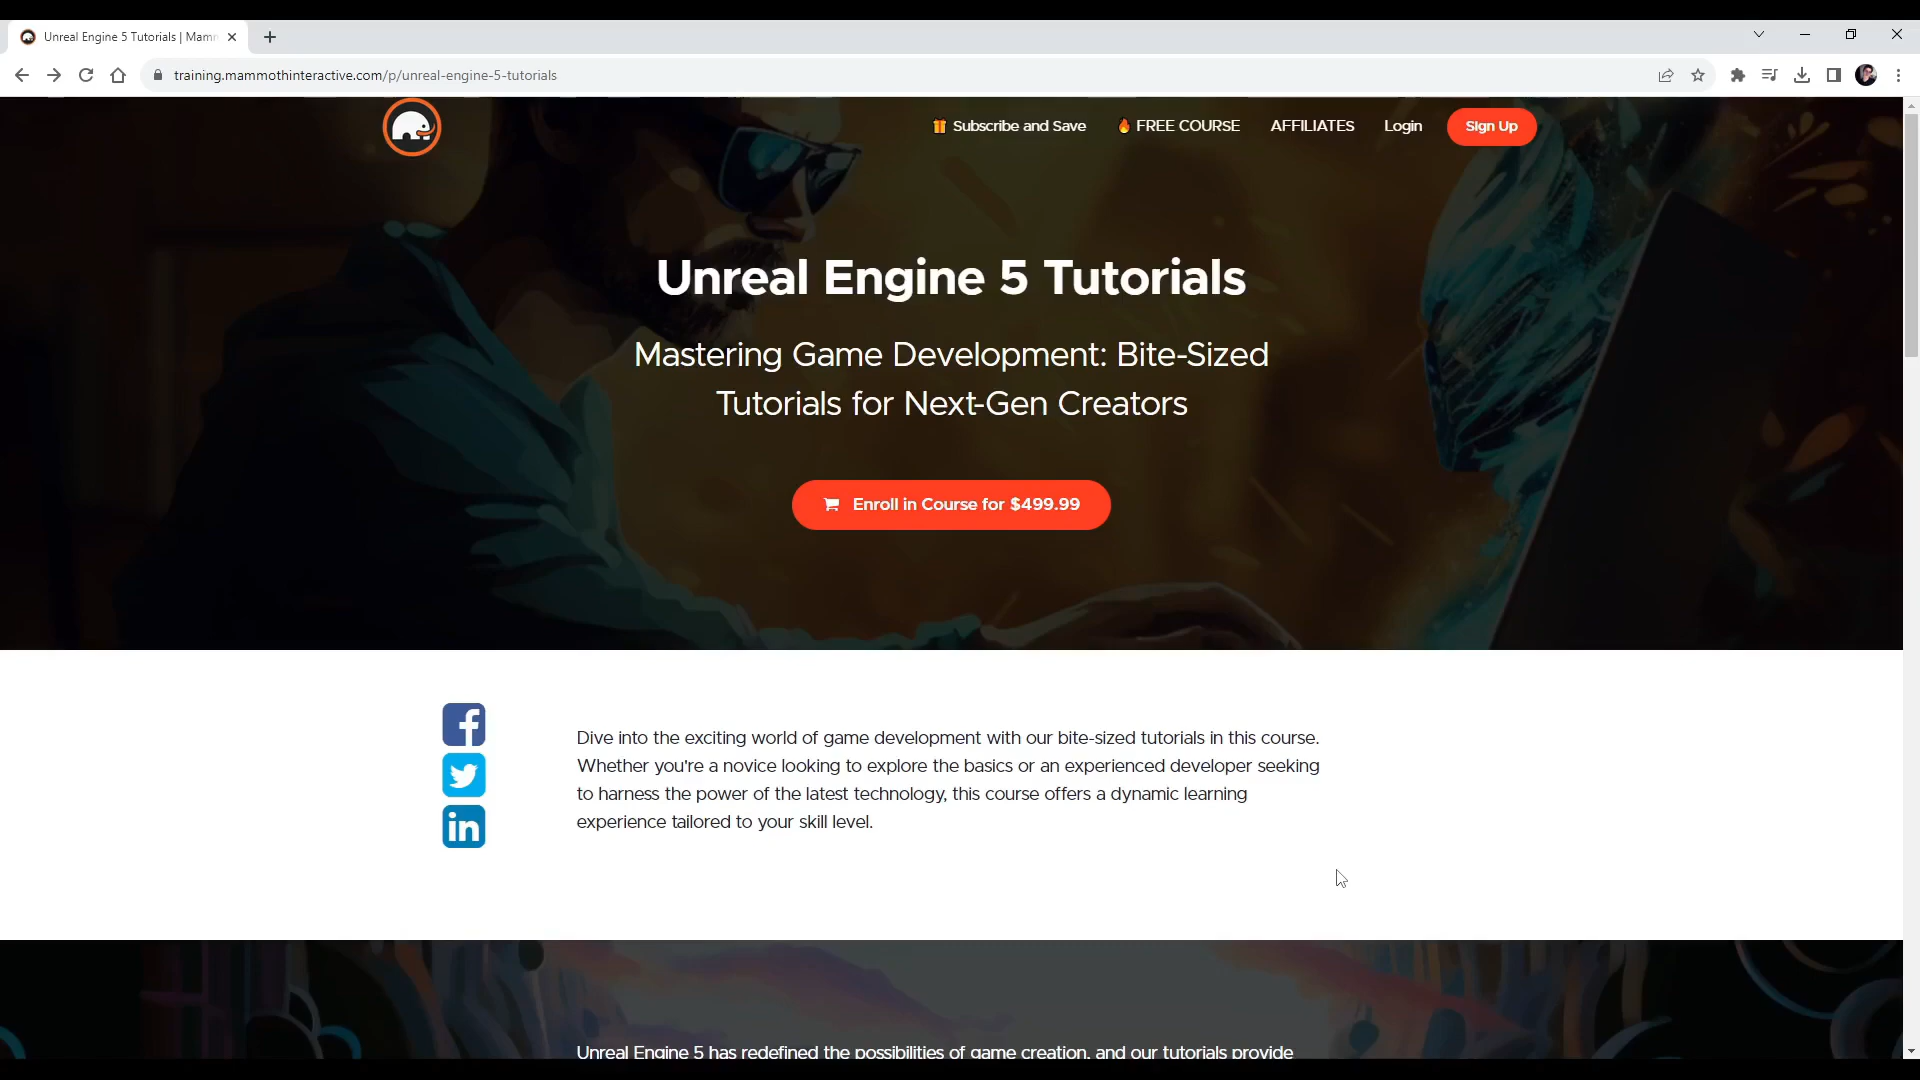 Unreal Engine 5 Tutorials | Mam
training.mammothinteractive.com/p/unreal-engine-5-tutorials
Subscribe and Save
FREE COURSE
AFFILIATES
Login
Sign Up
Unreal Engine 5 Tutorials
Mastering Game Development: Bite-Sized
Tutorials for Next-Gen Creators
Enroll in Course for $499.99
Dive into the exciting world of game development with our bite-sized tutorials in this course.
Whether you're a novice looking to explore the basics or an experienced developer seeking
to harness the power of the latest technology, this course offers a dynamic learning
experience tailored to your skill level.
Unreal Engine 5 has redefined the possibilities of game creation, and our tutorials provide